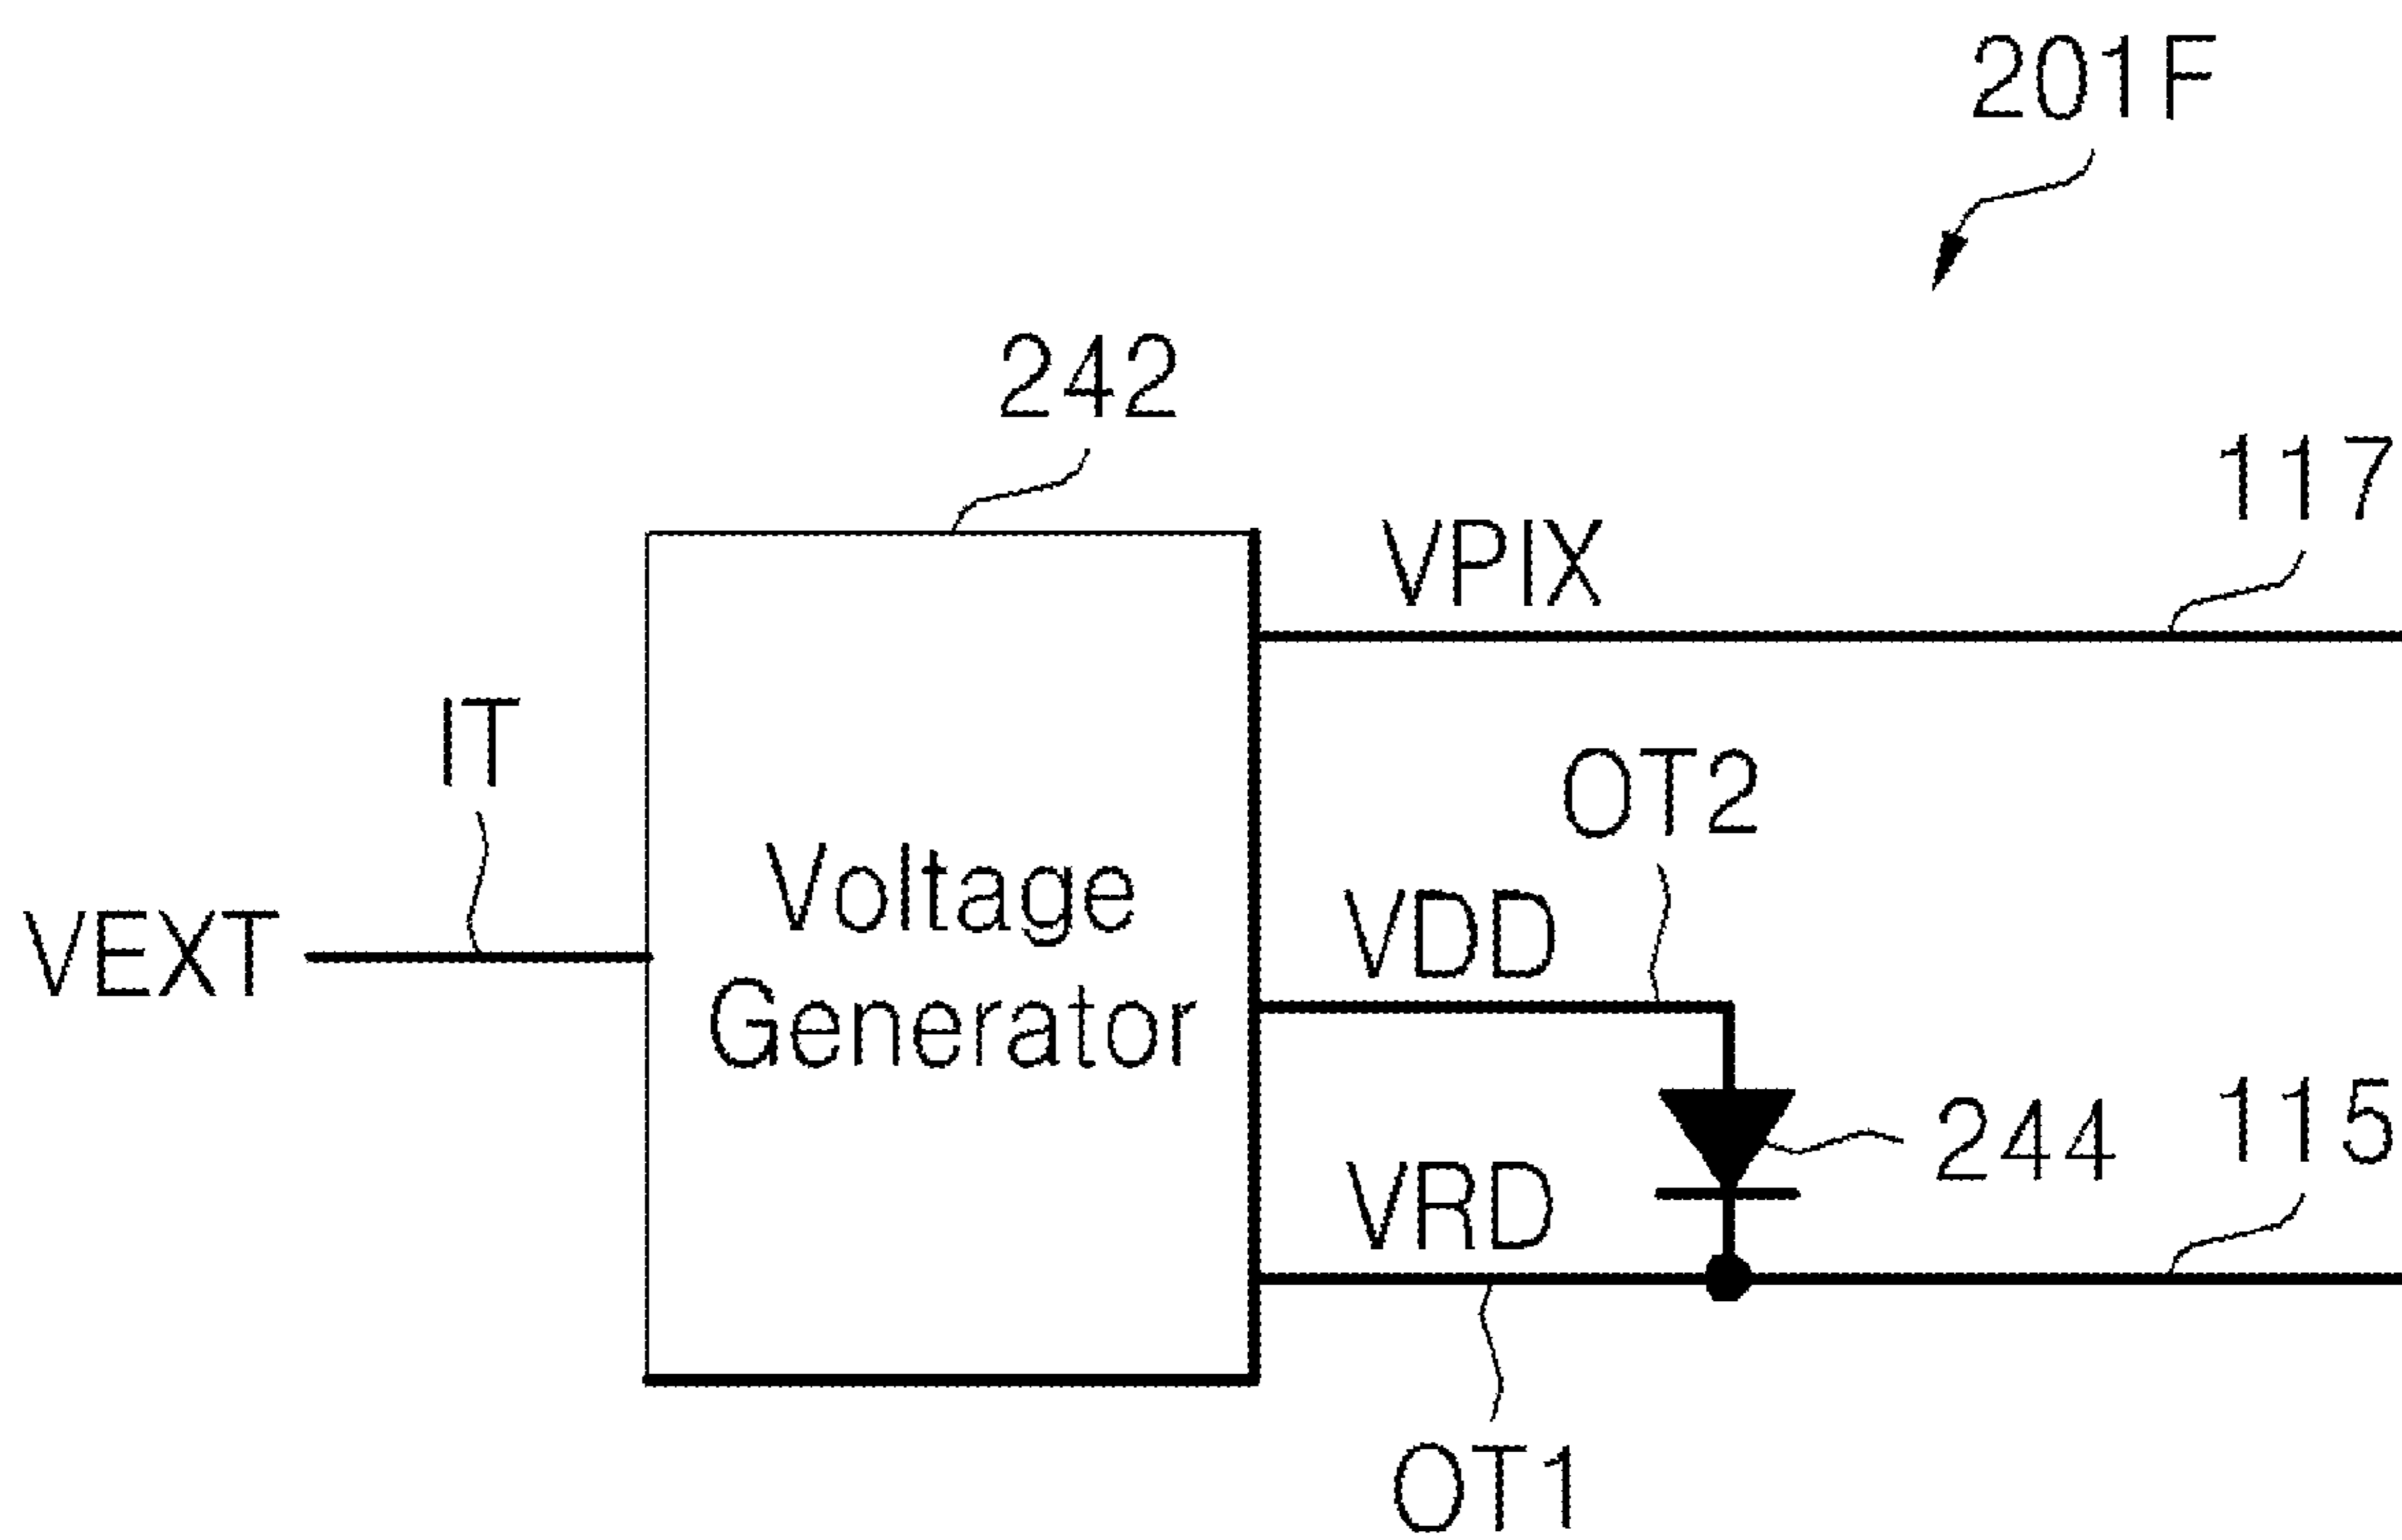 201F
242
117
VPIX
IT
OT2
VEXT
Voltage
Generator
VDD
244
115
VRD
OT1